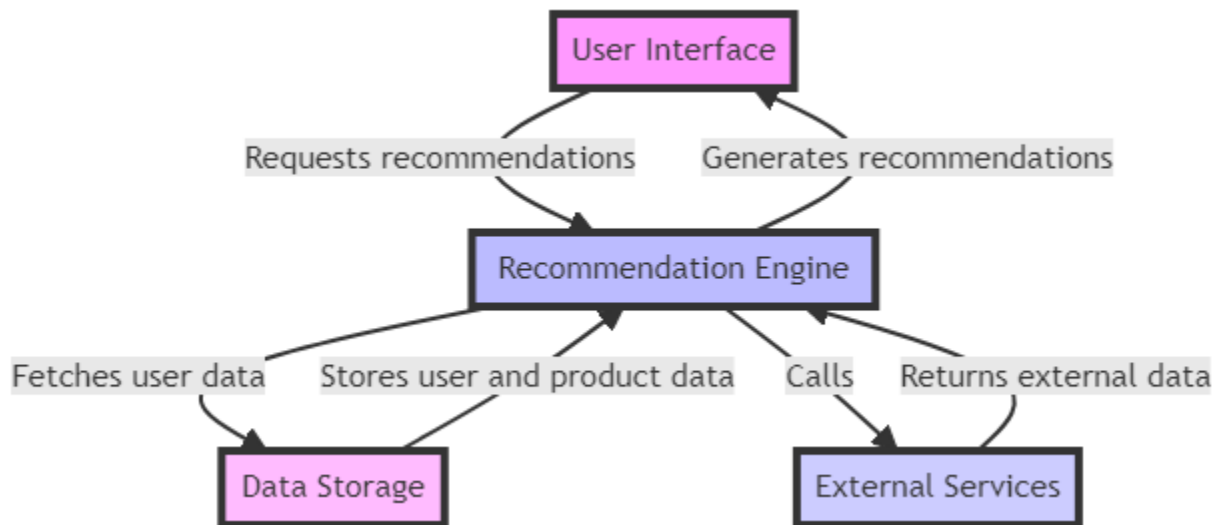 User Interface
Requests recommendations
Generates recommendations
Recommendation Engine
Fetches user data
Stores user and product data
Calls
Returns external data
Data Storage
External Services